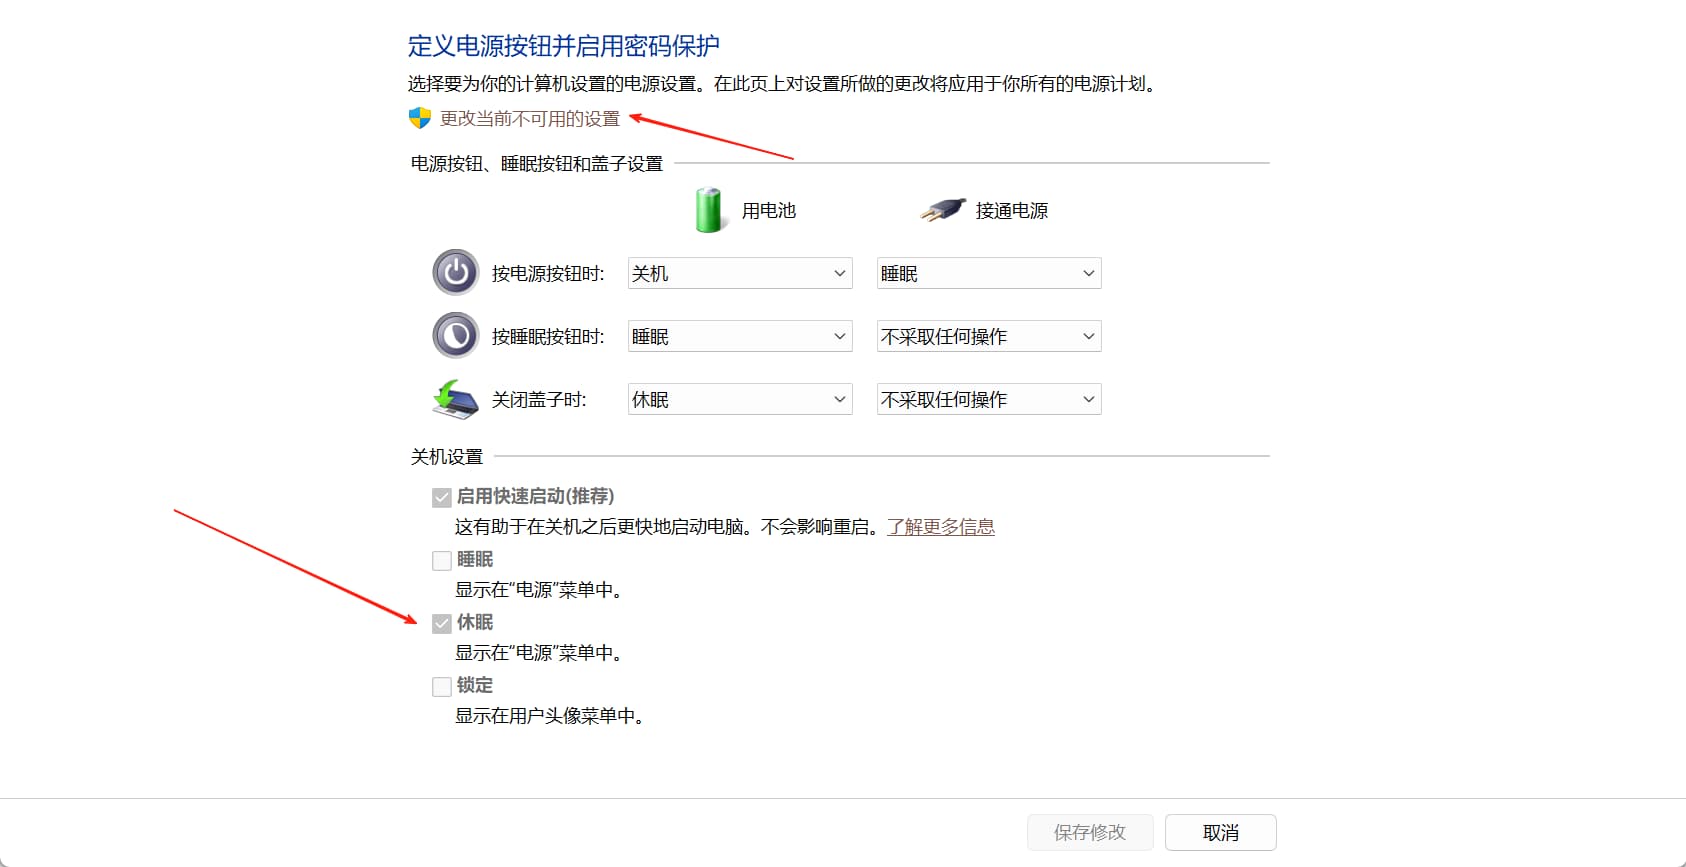 定义电源按钮并启用密码保护
选择要为你的计算机设置的电源设置。在此页上对设置所做的更改将应用于你所有的电源计划。
更改当前不可用的设置
电源按钮、睡眠按钮和盖子设置
用电池 接通电源
按电源按钮时: 关机 睡眠
按睡眠按钮时: 睡眠 不采取任何操作
关闭盖子时: 休眠 不采取任何操作
关机设置
启用快速启动(推荐)
这有助于在关机之后更快地启动电脑。不会影响重启。了解更多信息
睡眠
显示在“电源”菜单中。
休眠
显示在“电源”菜单中。
锁定
显示在用户头像菜单中。
保存修改 取消